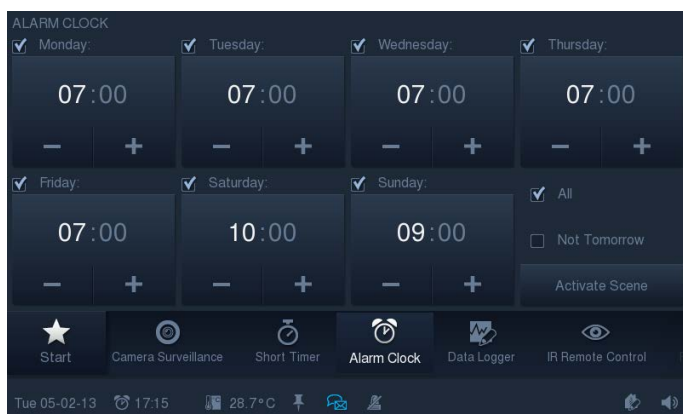 ALARM CLOCK
Monday: Tuesday: Wednesday: Thursday:
07:00 07:00 07:00 07:00
− + − + − + − +
Friday: Saturday: Sunday:
All
07:00 10:00 09:00
Not Tomorrow
− + − + − +
Activate Scene
Start Camera Surveillance Short Timer Alarm Clock Data Logger IR Remote Control
Tue 05-02-13 17:15 28.7°C